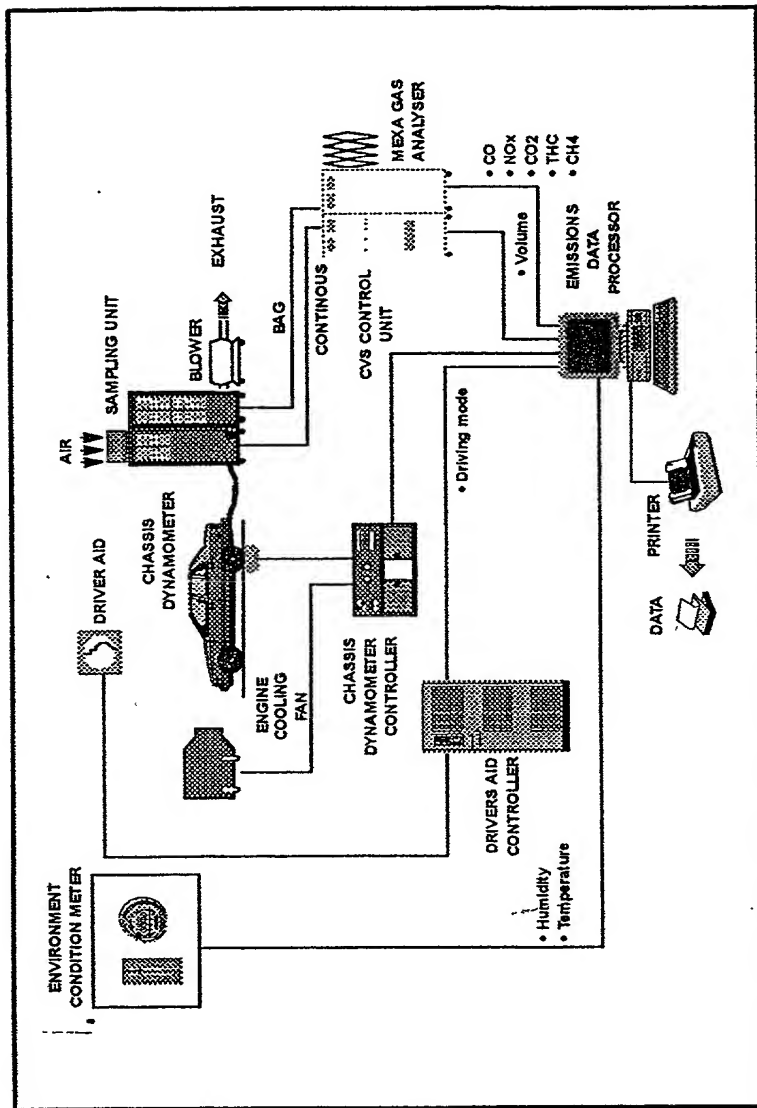 ENVIRONMENT
CONDITION METER
DRIVER AID
AIR
SAMPLING UNIT
BLOWER
EXHAUST
CHASSIS
DYNAMOMETER
ENGINE
COOLING
FAN
BAG
CONTINOUS
MEXA GAS
ANALYSER
CVS CONTROL
UNIT
CHASSIS
DYNAMOMETER
CONTROLLER
DRIVERS AID
CONTROLLER
• Driving mode
• Volume
• CO
• NOx
• CO2
• THC
• CH4
• Humidity
• Temperature
EMISSIONS
DATA
PROCESSOR
PRINTER
DATA